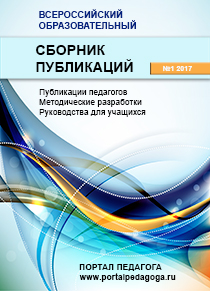 ВСЕРОССИЙСКИЙ
ОБРАЗОВАТЕЛЬНЫЙ
СБОРНИК
ПУБЛИКАЦИЙ
№1 2017
Публикации педагогов
Методические разработки
Руководства для учащихся
ПОРТАЛ ПЕДАГОГА
www.portalpedagoga.ru